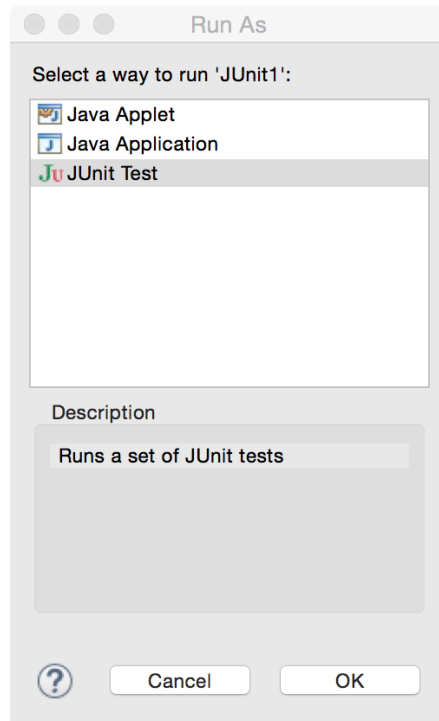 Run As
Select a way to run 'JUnit1':
Java Applet
Java Application
JU JUnit Test
Description
Runs a set of JUnit tests
? Cancel OK